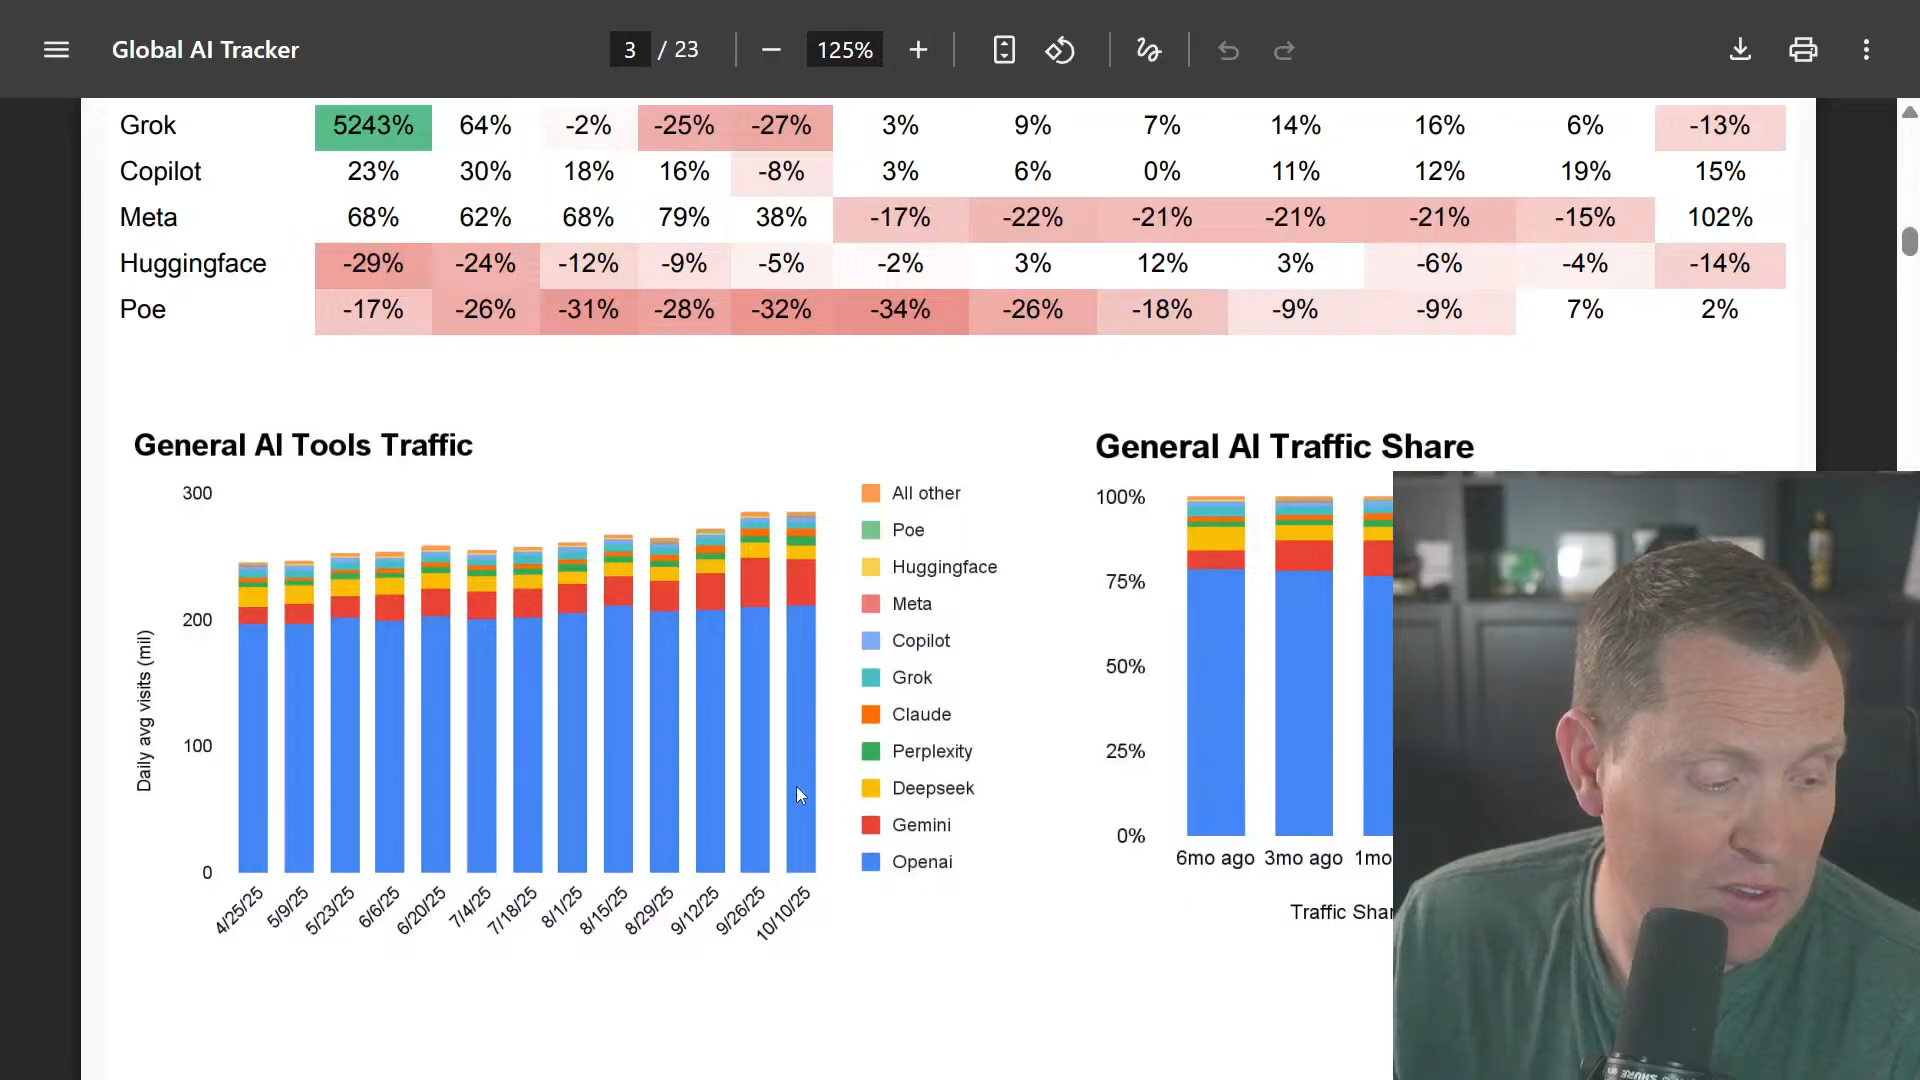 Global AI Tracker
3 / 23
125%
Grok 5243% 64% -2% -25% -27% 3% 9% 7% 14% 16% 6% -13%
Copilot 23% 30% 18% 16% -8% 3% 6% 0% 11% 12% 19% 15%
Meta 68% 62% 68% 79% 38% -17% -22% -21% -21% -21% -15% 102%
Huggingface -29% -24% -12% -9% -5% -2% 3% 12% 3% -6% -4% -14%
Poe -17% -26% -31% -28% -32% -34% -26% -18% -9% -9% 7% 2%
General AI Tools Traffic
300
200
100
0
Daily avg visits (mil)
4/25/25
5/9/25
5/23/25
6/6/25
6/20/25
7/4/25
7/18/25
8/1/25
8/15/25
8/29/25
9/12/25
9/26/25
10/10/25
All other
Poe
Huggingface
Meta
Copilot
Grok
Claude
Perplexity
Deepseek
Gemini
Openai
General AI Traffic Share
100%
75%
50%
25%
0%
6mo ago 3mo ago 1mo
Traffic Shar
SHURE